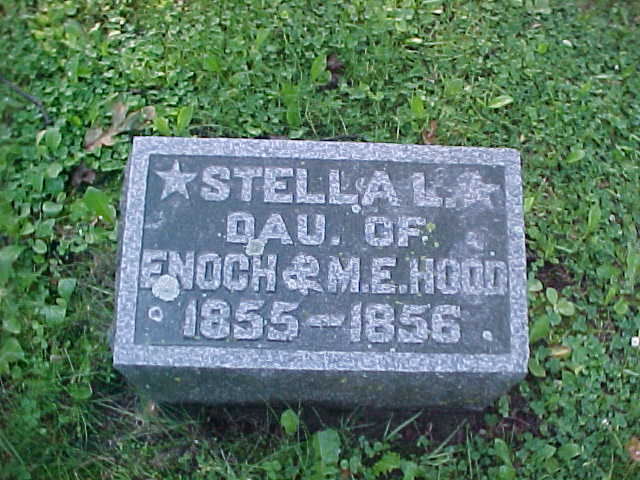 STELLA L.
DAU. OF
ENOCH & M.E. HOOD
1855–1856